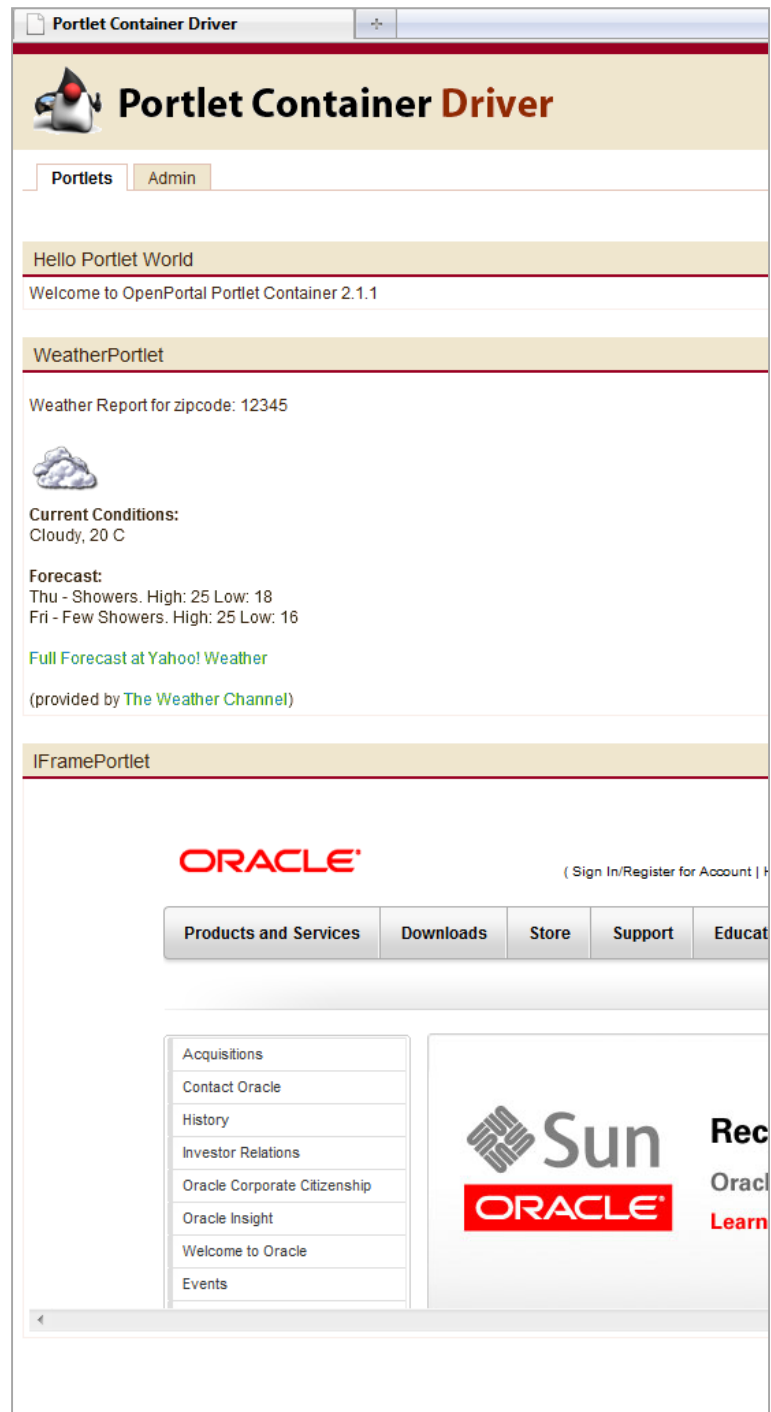 Portlet Container Driver
Portlet Container Driver
Portlets Admin
Hello Portlet World
Welcome to OpenPortal Portlet Container 2.1.1
WeatherPortlet
Weather Report for zipcode: 12345
Current Conditions:
Cloudy, 20 C
Forecast:
Thu - Showers. High: 25 Low: 18
Fri - Few Showers. High: 25 Low: 16
Full Forecast at Yahoo! Weather
(provided by The Weather Channel)
IFramePortlet
ORACLE
( Sign In/Register for Account |
Products and Services Downloads Store Support Educat
Acquisitions
Contact Oracle
History
Investor Relations
Oracle Corporate Citizenship
Oracle Insight
Welcome to Oracle
Events
Sun
ORACLE
Rec
Oracl
Learn